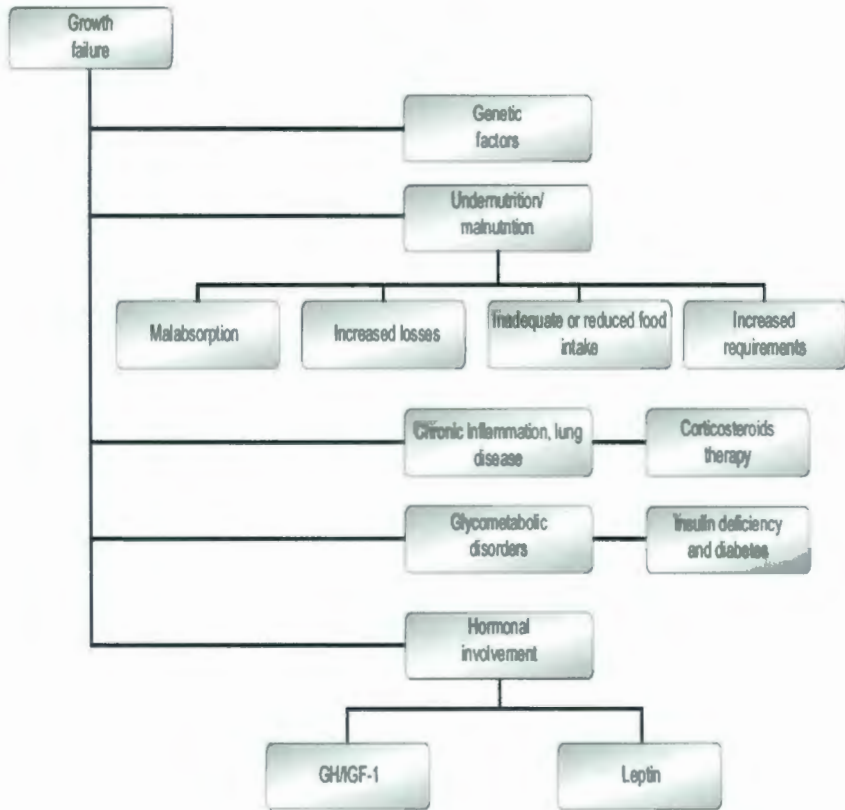 Growth
failure
Genetic
factors
Undernutrition/
malnutrition
Malabsorption
Increased losses
Inadequate or reduced food
intake
Increased
requirements
Chronic inflammation, lung
disease
Corticosteroids
therapy
Glycometabolic
disorders
Insulin deficiency
and diabetes
Hormonal
involvement
GH/IGF-1
Leptin